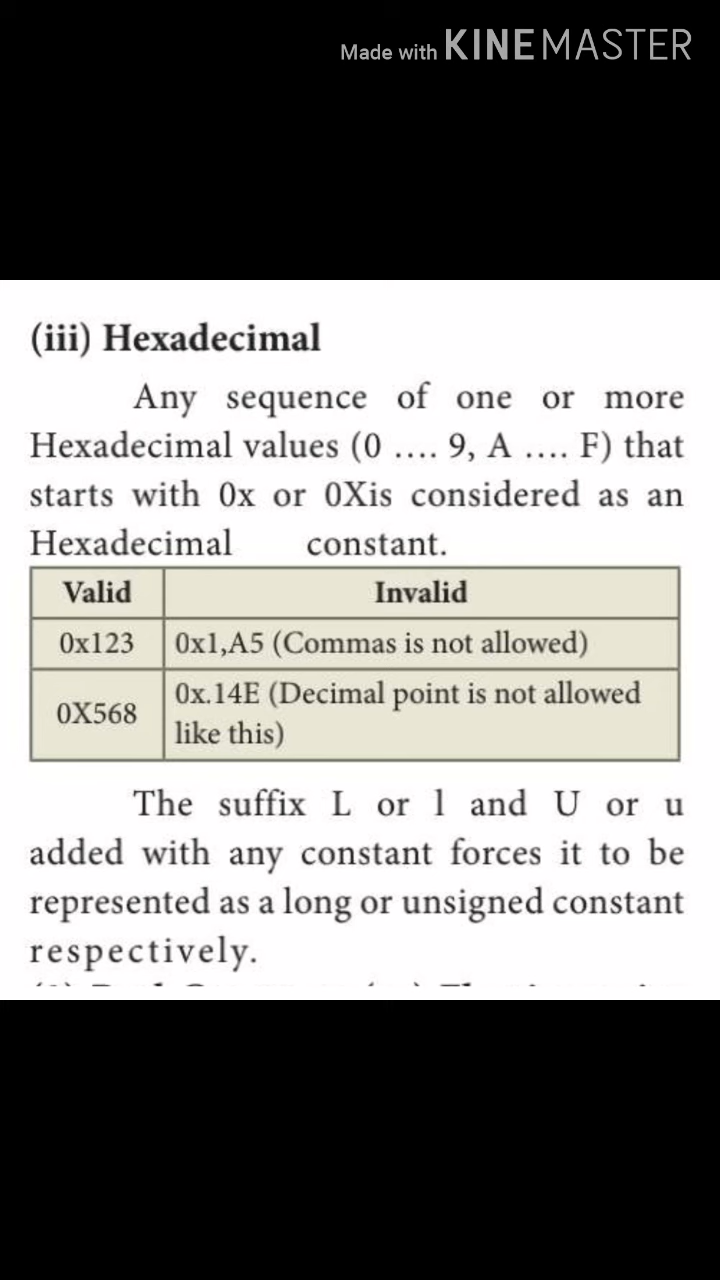 Made with KINEMASTER
(iii) Hexadecimal
Any sequence of one or more
Hexadecimal values (0 .... 9, A .... F) that
starts with 0x or 0Xis considered as an
Hexadecimal constant.
Valid Invalid
0x123 0x1,A5 (Commas is not allowed)
0X568 0x.14E (Decimal point is not allowed
like this)
The suffix L or l and U or u
added with any constant forces it to be
represented as a long or unsigned constant
respectively.